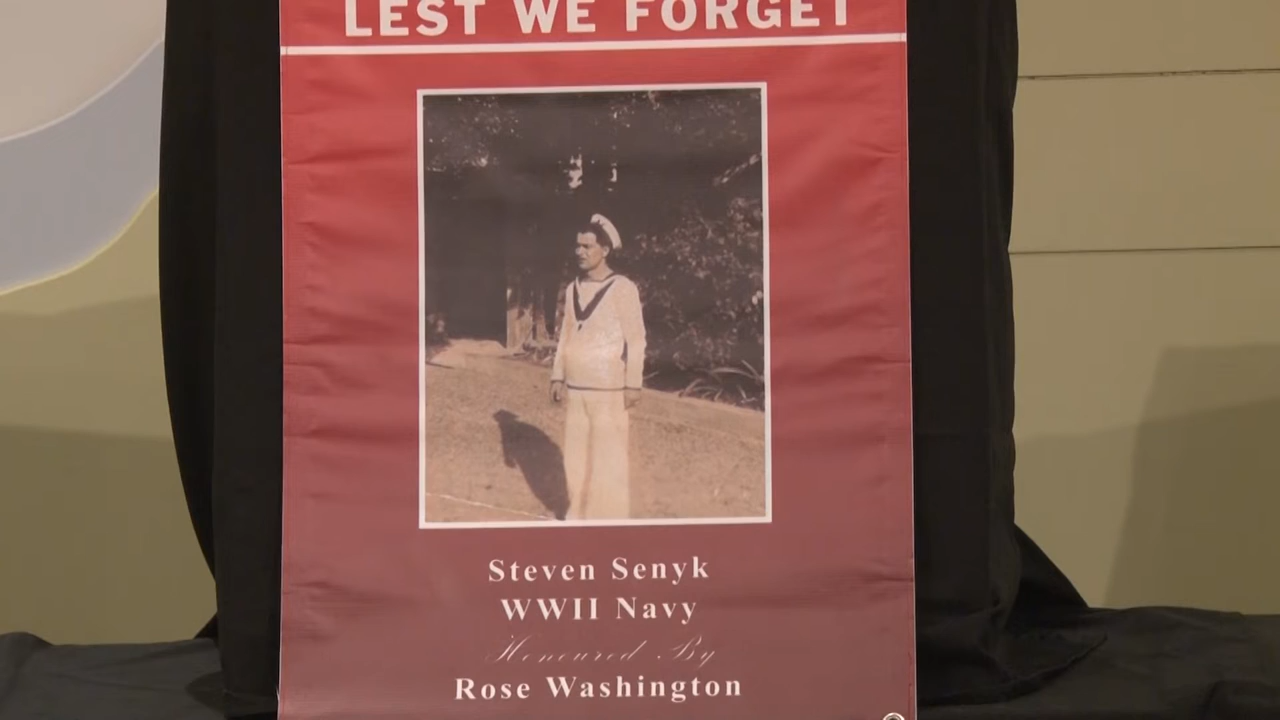 LEST WE FORGET
Steven Senyk
WWII Navy
Honoured By
Rose Washington